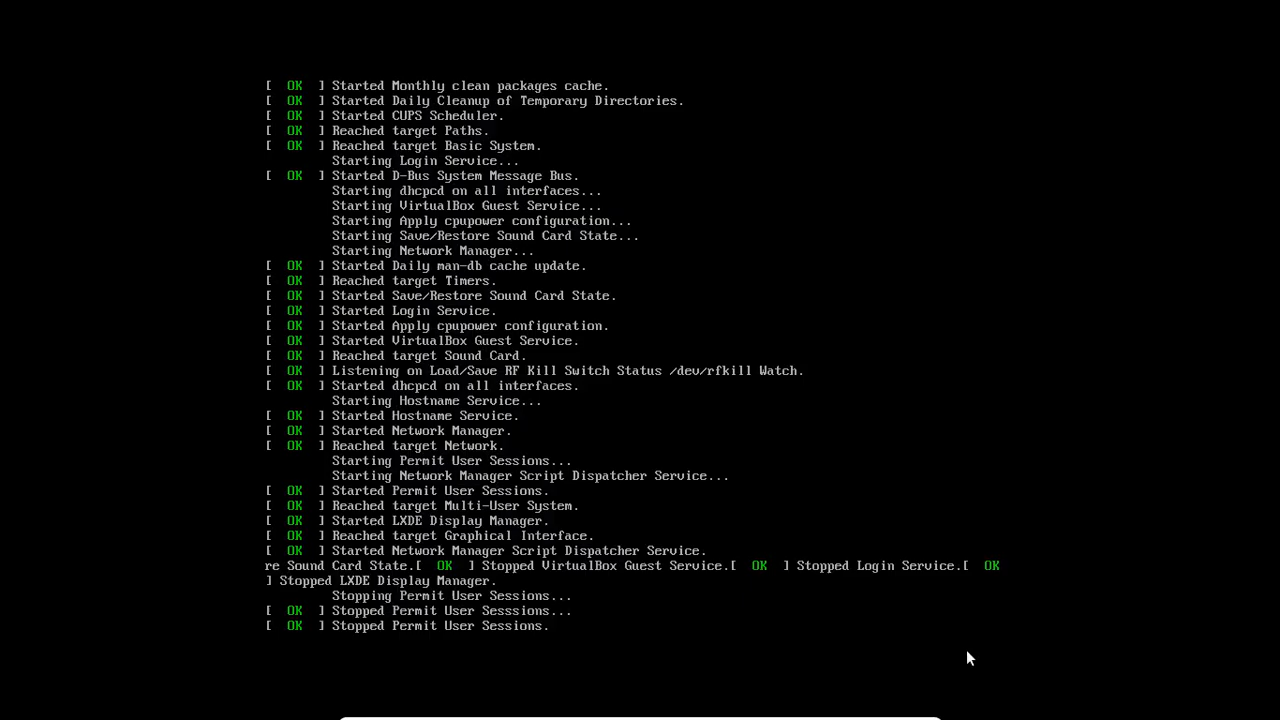 [  OK  ] Started Monthly clean packages cache.
[  OK  ] Started Daily Cleanup of Temporary Directories.
[  OK  ] Started CUPS Scheduler.
[  OK  ] Reached target Paths.
[  OK  ] Reached target Basic System.
Starting Login Service...
[  OK  ] Started D-Bus System Message Bus.
Starting dhcpcd on all interfaces...
Starting VirtualBox Guest Service...
Starting Apply cpupower configuration...
Starting Save/Restore Sound Card State...
Starting Network Manager...
[  OK  ] Started Daily man-db cache update.
[  OK  ] Reached target Timers.
[  OK  ] Started Save/Restore Sound Card State.
[  OK  ] Started Login Service.
[  OK  ] Started Apply cpupower configuration.
[  OK  ] Started VirtualBox Guest Service.
[  OK  ] Reached target Sound Card.
[  OK  ] Listening on Load/Save RF Kill Switch Status /dev/rfkill Watch.
[  OK  ] Started dhcpcd on all interfaces.
Starting Hostname Service...
[  OK  ] Started Hostname Service.
[  OK  ] Started Network Manager.
[  OK  ] Reached target Network.
Starting Permit User Sessions...
Starting Network Manager Script Dispatcher Service...
[  OK  ] Started Permit User Sessions.
[  OK  ] Reached target Multi-User System.
[  OK  ] Started LXDE Display Manager.
[  OK  ] Reached target Graphical Interface.
[  OK  ] Started Network Manager Script Dispatcher Service.
re Sound Card State.[  OK  ] Stopped VirtualBox Guest Service.[  OK  ] Stopped Login Service.[  OK
] Stopped LXDE Display Manager.
Stopping Permit User Sessions...
[  OK  ] Stopped Permit User Sesssions...
[  OK  ] Stopped Permit User Sessions.